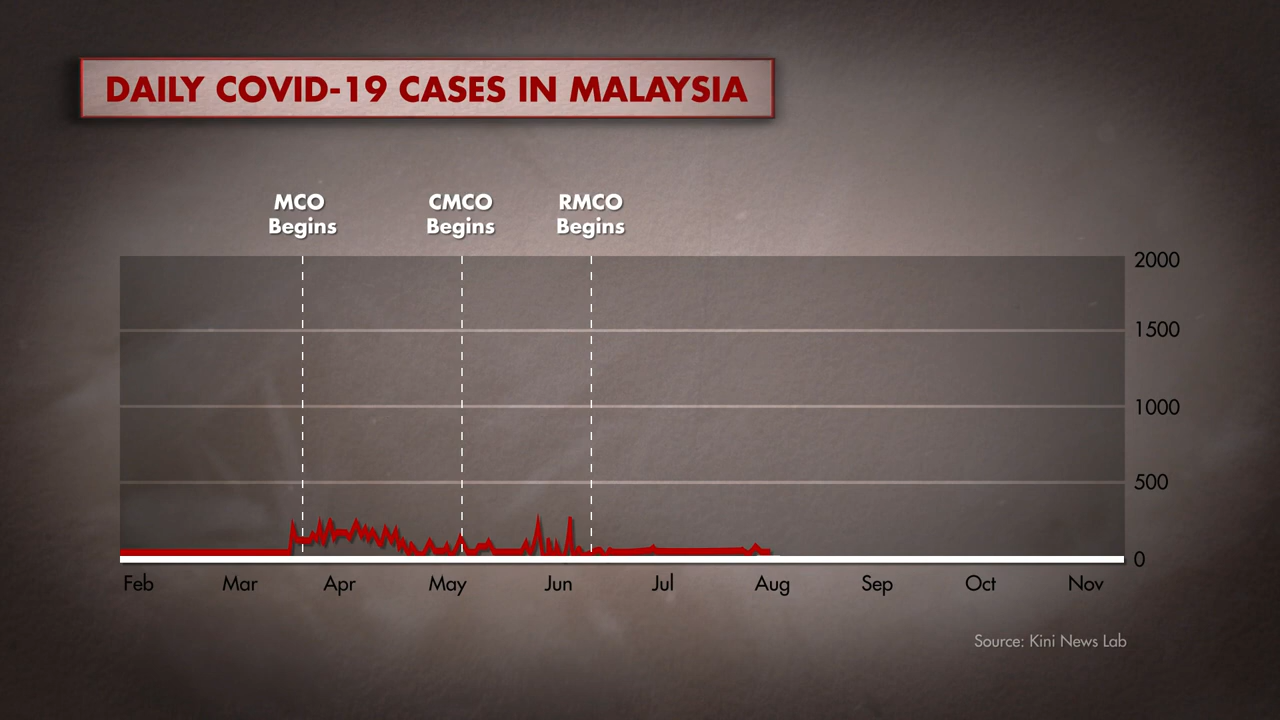 DAILY COVID-19 CASES IN MALAYSIA
MCO
Begins
CMCO
Begins
RMCO
Begins
2000
1500
1000
500
0
Feb Mar Apr May Jun Jul Aug Sep Oct Nov
Source: Kini News Lab